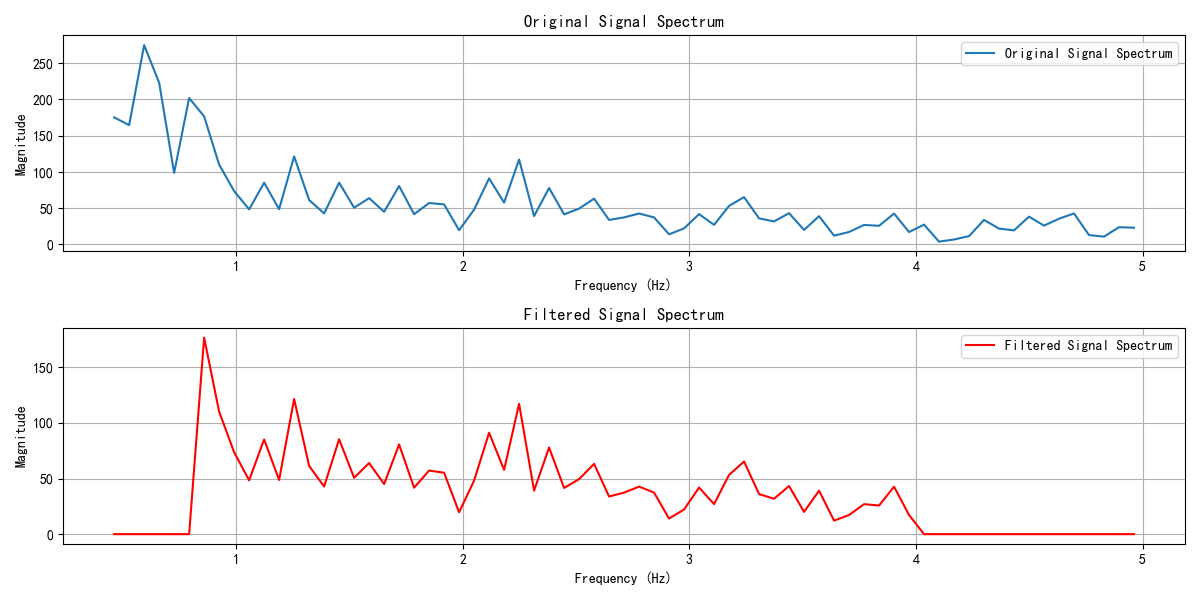 Original Signal Spectrum
Original Signal Spectrum
250
200
150
100
50
0
Magnitude
1 2 3 4 5
Frequency (Hz)
Filtered Signal Spectrum
Filtered Signal Spectrum
150
100
50
0
Magnitude
1 2 3 4 5
Frequency (Hz)